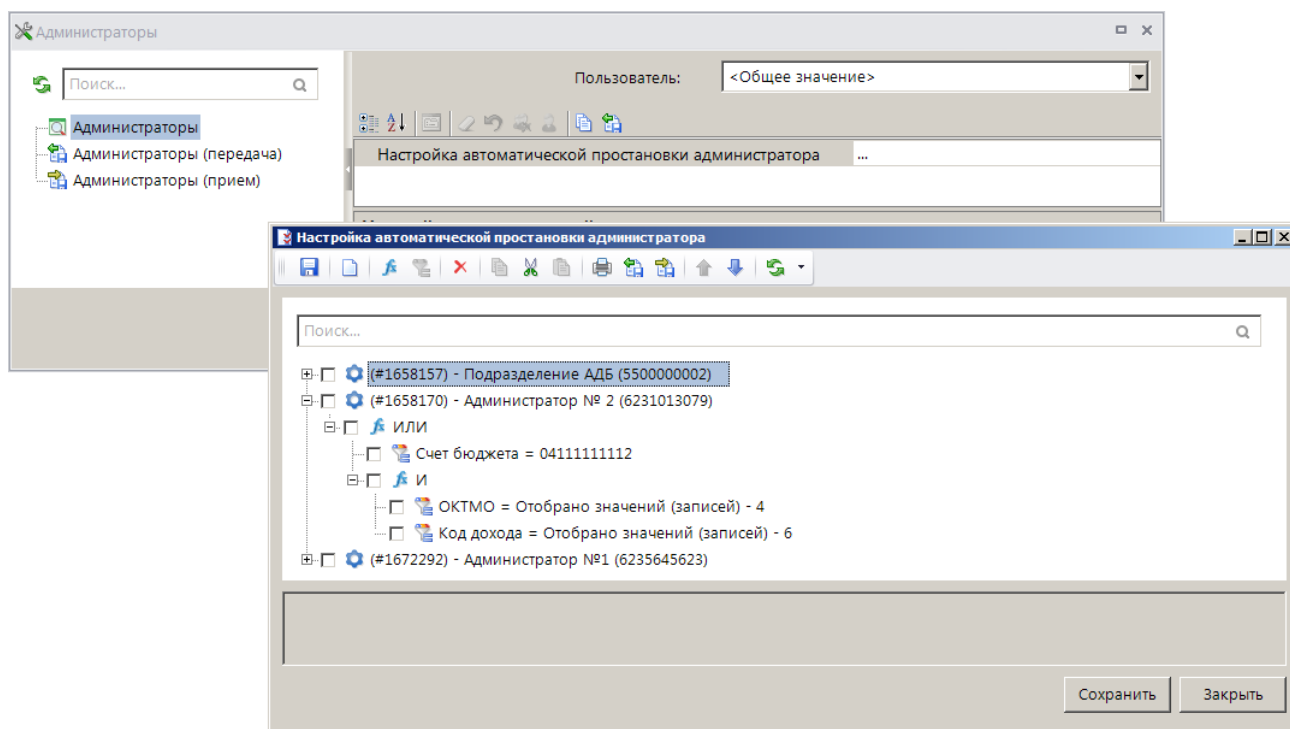 Администраторы
Поиск...
Пользователь:
<Общее значение>
Администраторы
Администраторы (передача)
Администраторы (прием)
Настройка автоматической простановки администратора
...
Настройка автоматической простановки администратора
Поиск...
(#1658157) - Подразделение АДБ (5500000002)
(#1658170) - Администратор № 2 (6231013079)
ИЛИ
Счет бюджета = 04111111112
И
ОКТМО = Отобрано значений (записей) - 4
Код дохода = Отобрано значений (записей) - 6
(#1672292) - Администратор №1 (6235645623)
Сохранить
Закрыть